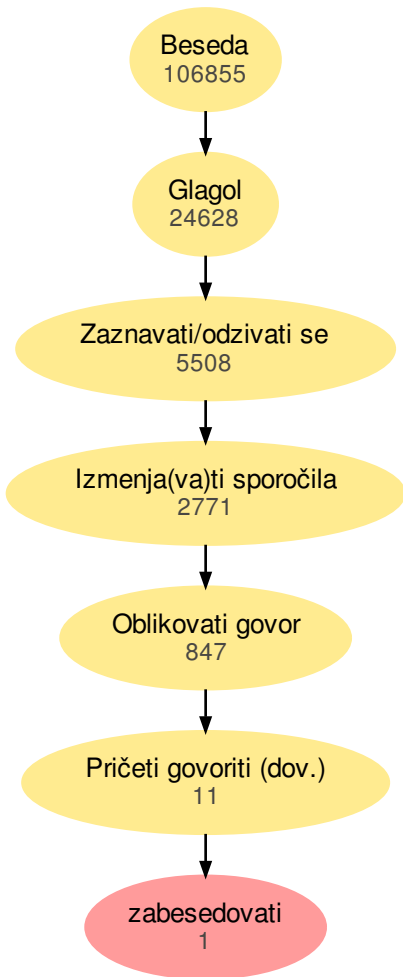 Beseda
106855
Glagol
24628
Zaznavati/odzivati se
5508
Izmenja(va)ti sporočila
2771
Oblikovati govor
847
Pričeti govoriti (dov.)
11
zabesedovati
1